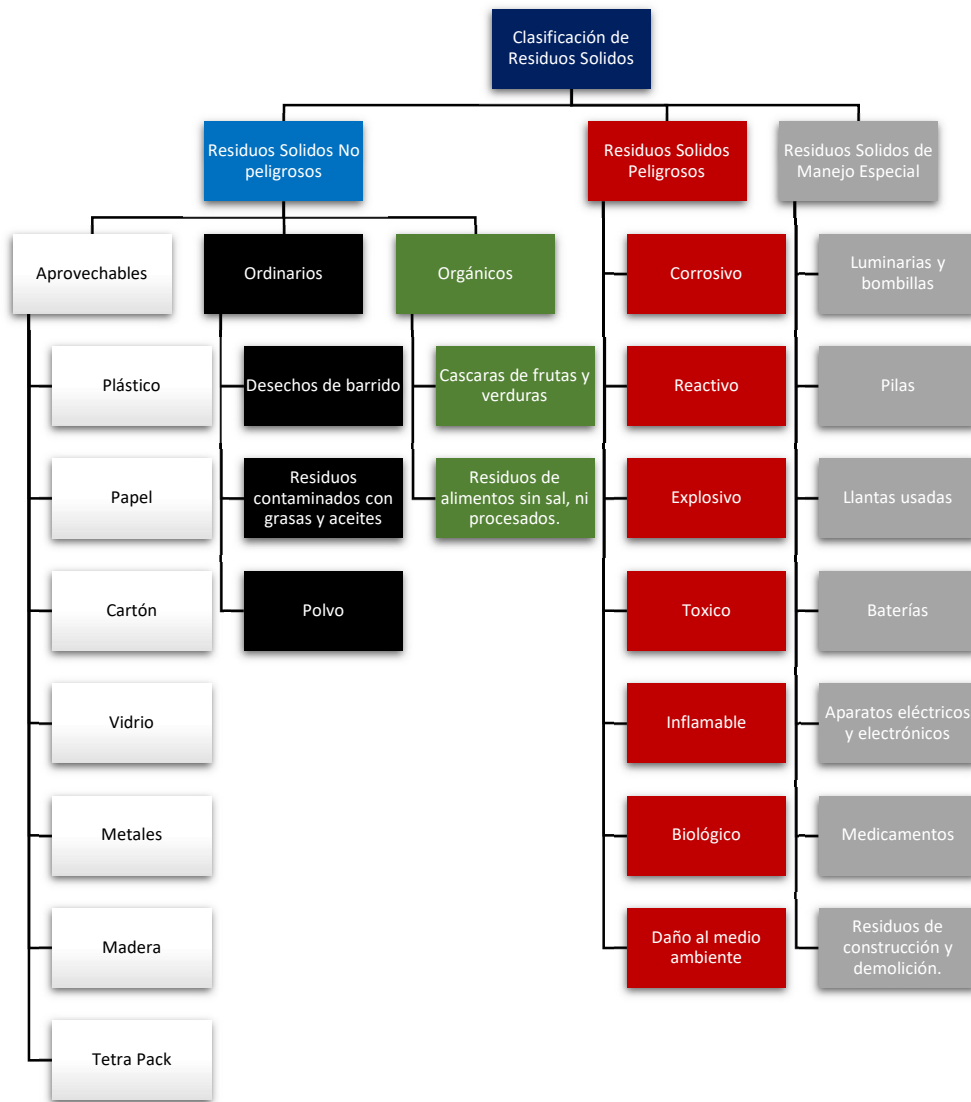 Clasificación de
Residuos Solidos
Residuos Solidos No
peligrosos
Residuos Solidos
Peligrosos
Residuos Solidos de
Manejo Especial
Aprovechables
Ordinarios
Orgánicos
Corrosivo
Luminarias y
bombillas
Plástico
Desechos de barrido
Cascaras de frutas y
verduras
Reactivo
Pilas
Papel
Residuos
contaminados con
grasas y aceites
Residuos de
alimentos sin sal, ni
procesados.
Explosivo
Llantas usadas
Cartón
Polvo
Toxico
Baterías
Vidrio
Inflamable
Aparatos eléctricos
y electrónicos
Metales
Biológico
Medicamentos
Madera
Daño al medio
ambiente
Residuos de
construcción y
demolición.
Tetra Pack